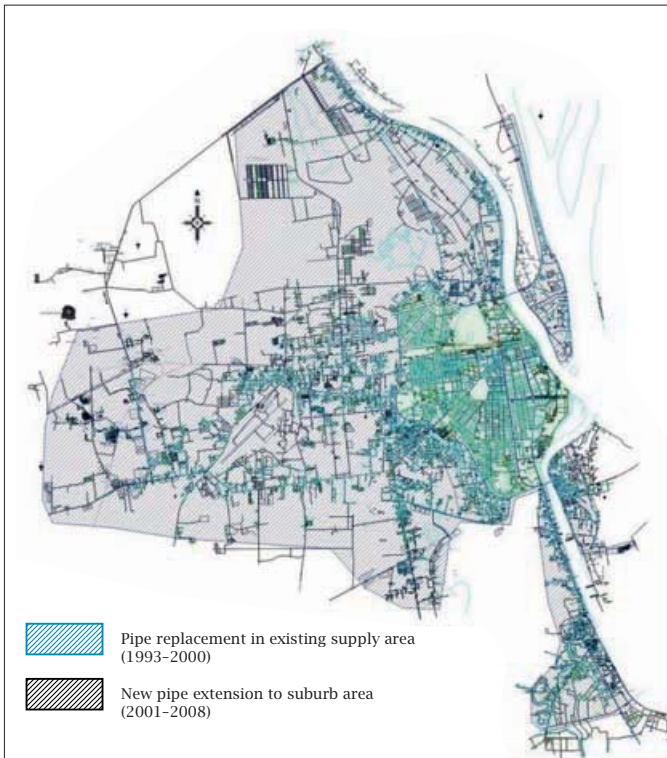 Pipe replacement in existing supply area
(1993–2000)
New pipe extension to suburb area
(2001–2008)